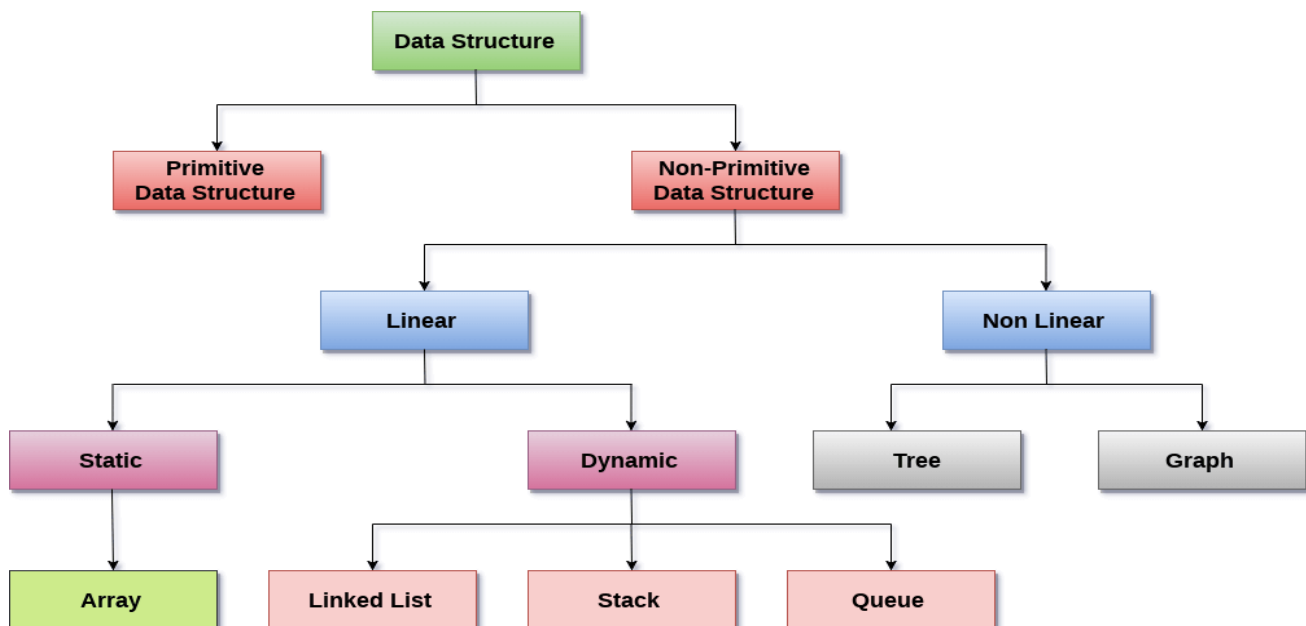 Data Structure
Primitive
Data Structure
Non-Primitive
Data Structure
Linear
Non Linear
Static
Dynamic
Tree
Graph
Array
Linked List
Stack
Queue